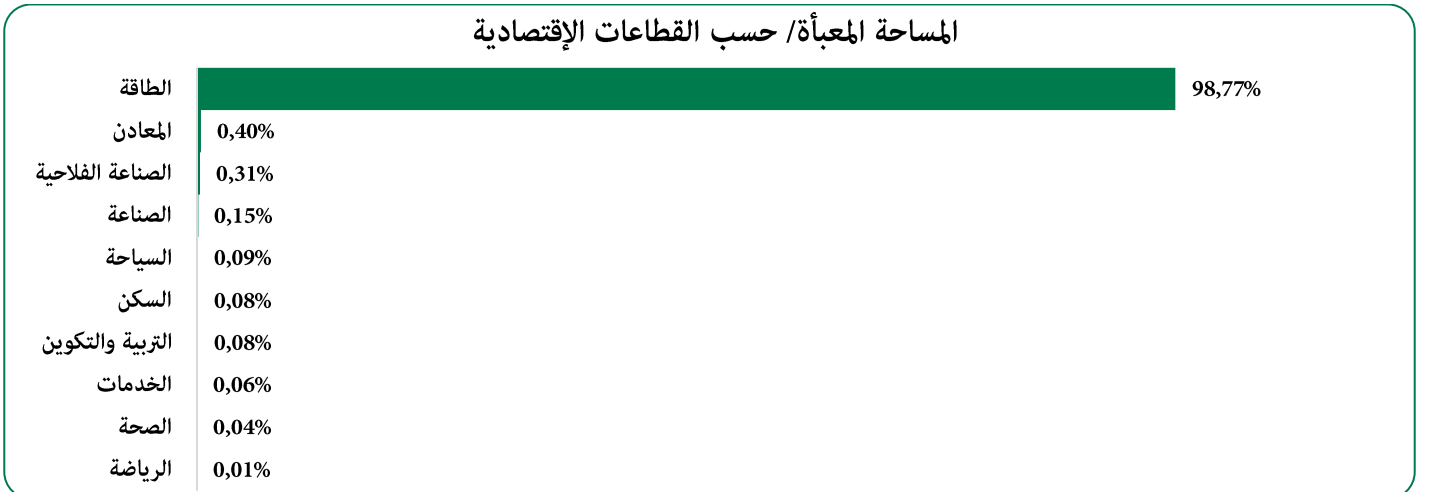 المساحة المعبأة/ حسب القطاعات الإقتصادية
الطاقة 98,77%
المعادن 0,40%
الصناعة الفلاحية 0,31%
الصناعة 0,15%
السياحة 0,09%
السكن 0,08%
التربية والتكوين 0,08%
الخدمات 0,06%
الصحة 0,04%
الرياضة 0,01%